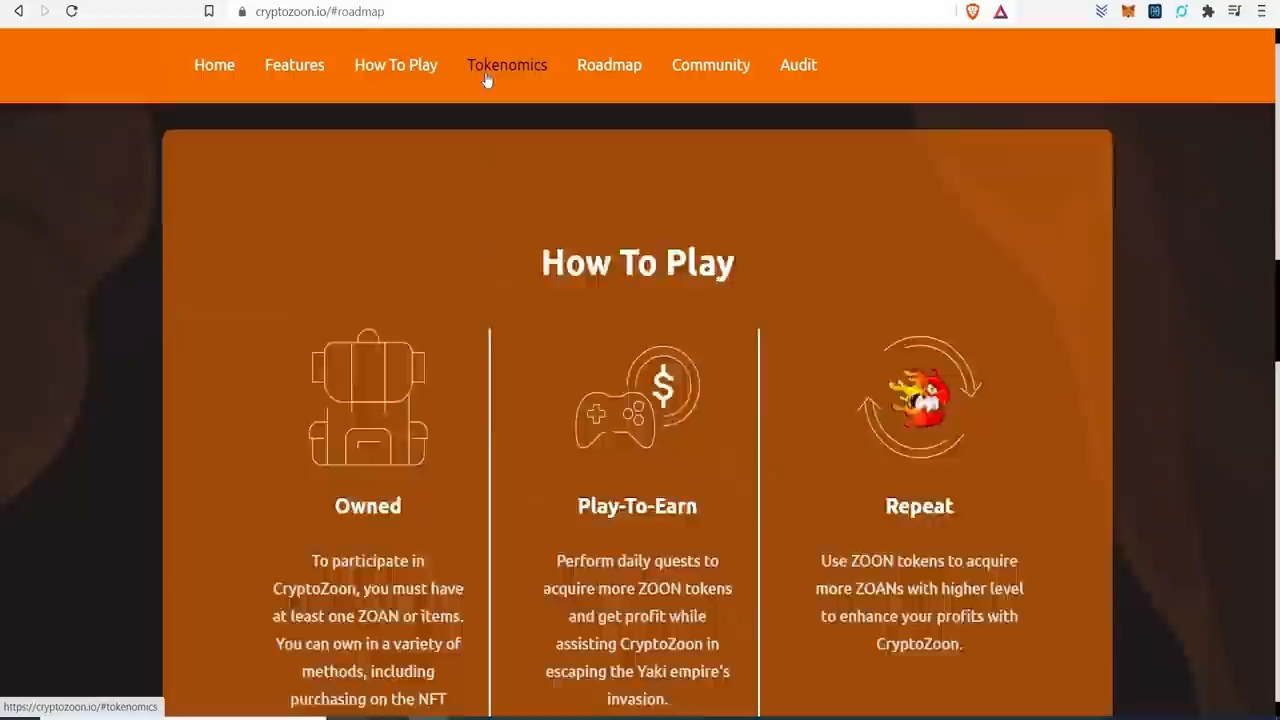 cryptozoon.io/#roadmap
Home Features How To Play Tokenomics Roadmap Community Audit
How To Play
$
Owned
To participate in
CryptoZoon, you must have
at least one ZOAN or items.
You can own in a variety of
methods, including
purchasing on the NFT
Play-To-Earn
Perform daily quests to
acquire more ZOON tokens
and get profit while
assisting CryptoZoon in
escaping the Yaki empire's
invasion.
Repeat
Use ZOON tokens to acquire
more ZOANs with higher level
to enhance your profits with
CryptoZoon.
https://cryptozoon.io/#tokenomics